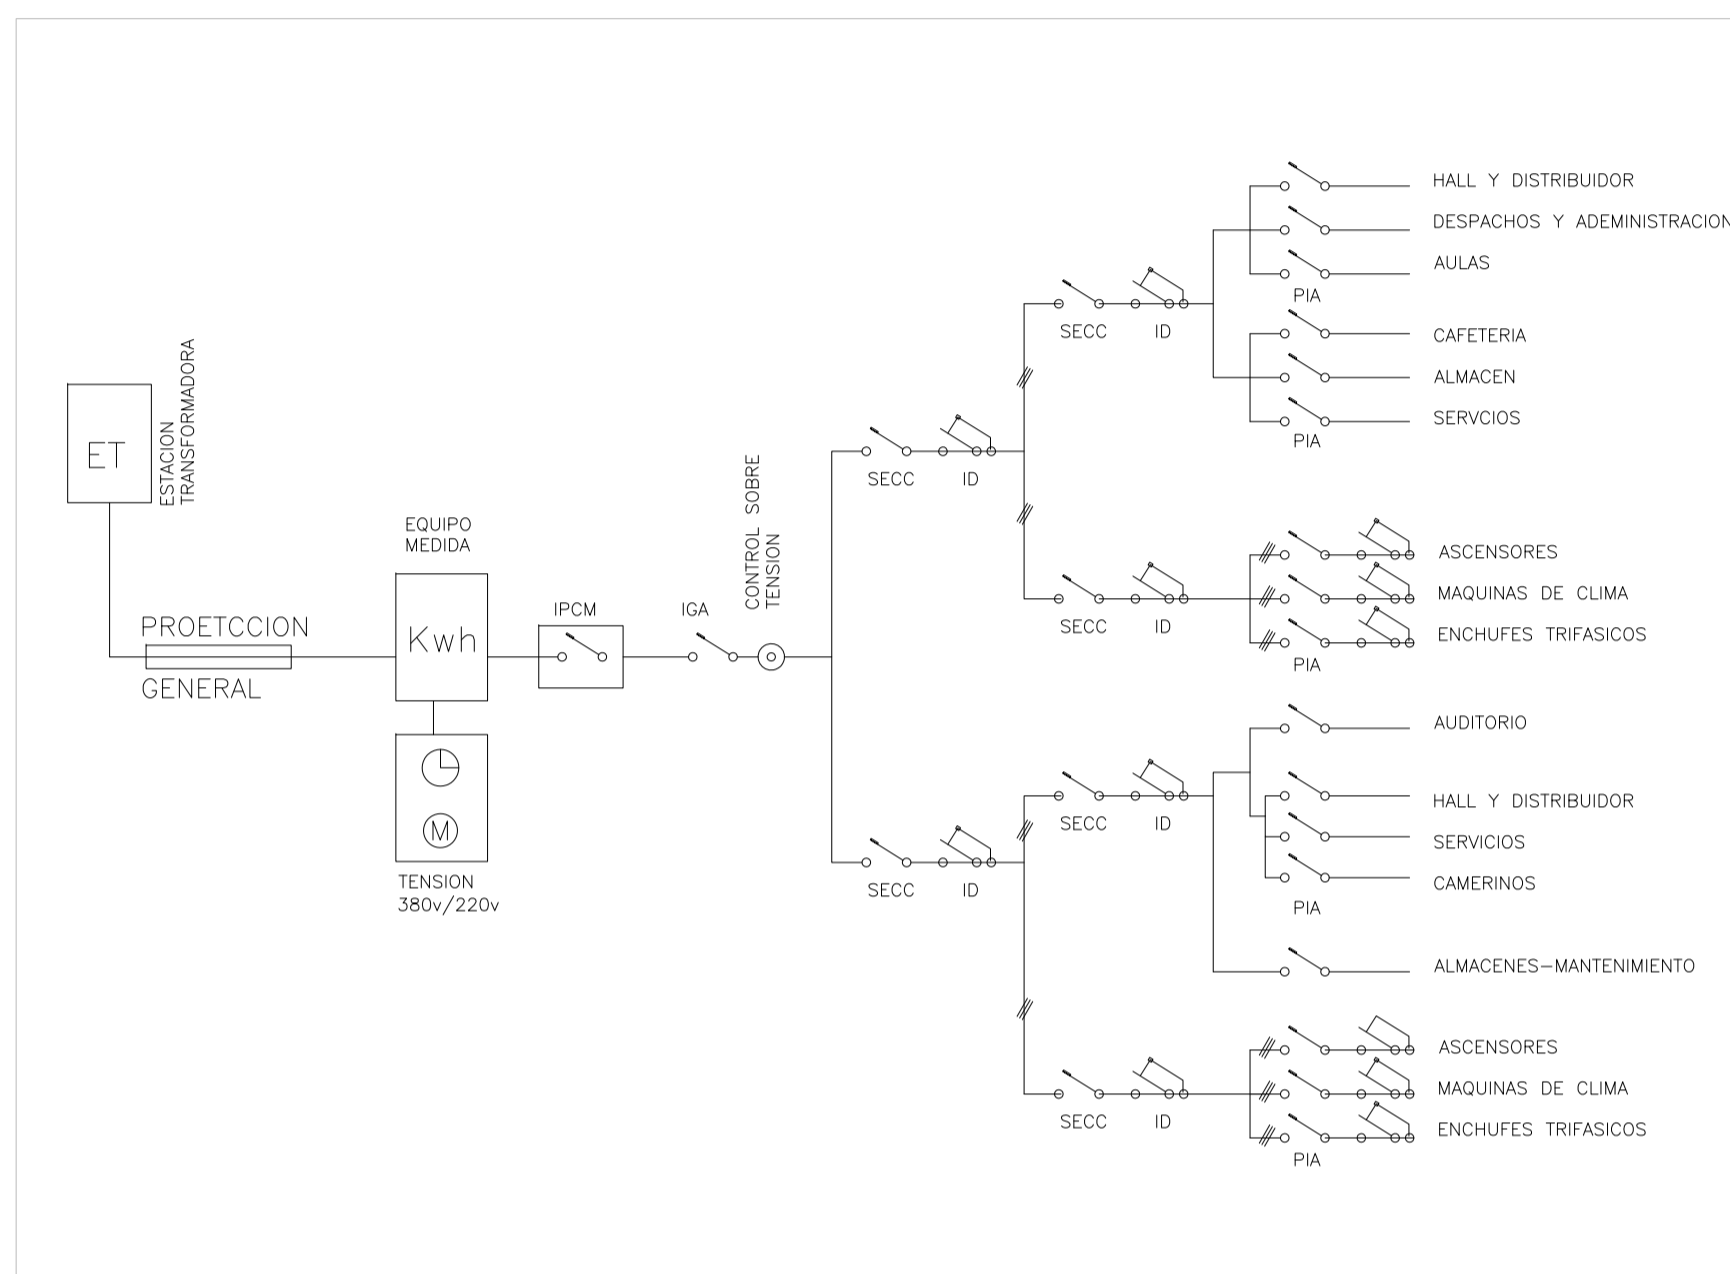 ET
ESTACION
TRANSFORMADORA
PROETCCION
GENERAL
EQUIPO
MEDIDA
Kwh
M
TENSION
380v/220v
IPCM
IGA
CONTROL SOBRE
TENSION
SECC
ID
SECC
ID
HALL Y DISTRIBUIDOR
DESPACHOS Y ADEMINISTRACION
AULAS
PIA
CAFETERIA
ALMACEN
SERVCIOS
PIA
SECC
ID
ASCENSORES
MAQUINAS DE CLIMA
ENCHUFES TRIFASICOS
PIA
SECC
ID
SECC
ID
AUDITORIO
HALL Y DISTRIBUIDOR
SERVICIOS
CAMERINOS
PIA
ALMACENES-MANTENIMIENTO
SECC
ID
ASCENSORES
MAQUINAS DE CLIMA
ENCHUFES TRIFASICOS
PIA